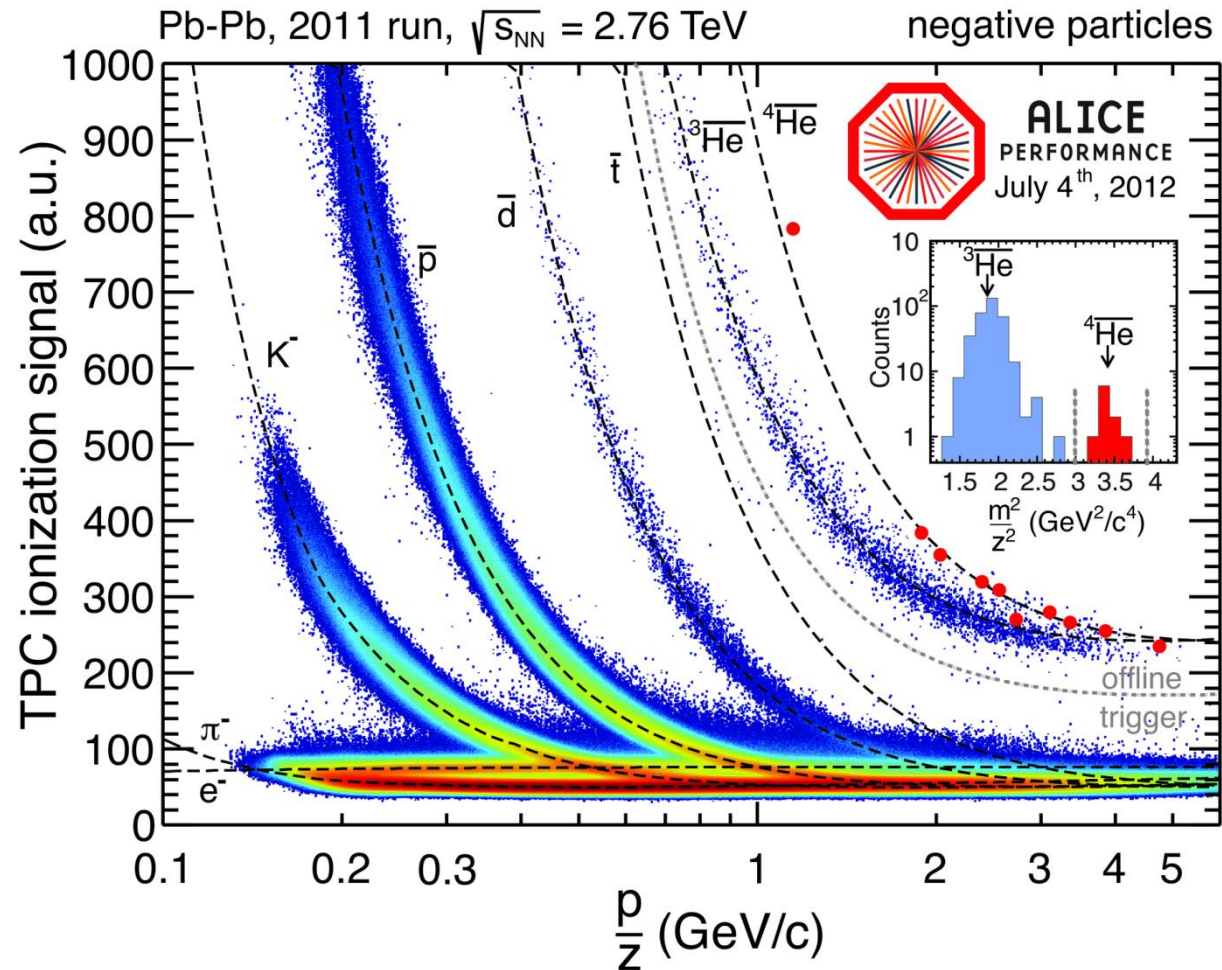 Pb-Pb, 2011 run, √sNN = 2.76 TeV
negative particles
TPC ionization signal (a.u.)
1000
900
800
700
600
500
400
300
200
100
0
K⁻
p̅
d̅
t̅
³H̅e̅
⁴H̅e̅
π⁻
e⁻
ALICE
PERFORMANCE
July 4th, 2012
Counts
10
10²
10
1
³H̅e̅
⁴H̅e̅
1.5 2 2.5 3 3.5 4
m²/z² (GeV²/c⁴)
offline
trigger
0.1 0.2 0.3 1 2 3 4 5
p/z (GeV/c)